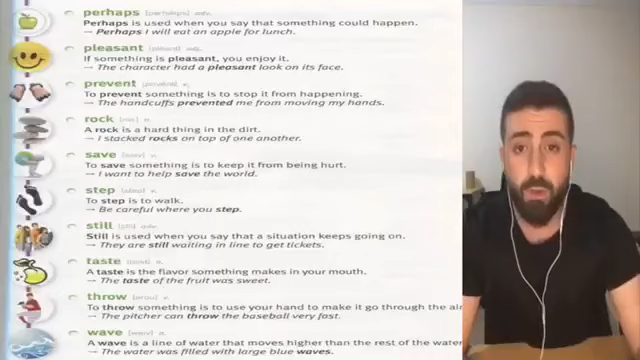 perhaps
Perhaps is used when you say that something could happen.
→ Perhaps I will eat an apple for lunch.
pleasant
If something is pleasant, you enjoy it.
→ The character had a pleasant look on its face.
prevent v.
To prevent something is to stop it from happening.
→ The handcuffs prevented me from moving my hands.
rock n.
A rock is a hard thing in the dirt.
→ I stacked rocks on top of one another.
save v.
To save something is to keep it from being hurt.
→ I want to help save the world.
step v.
To step is to walk.
→ Be careful where you step.
still
Still is used when you say that a situation keeps going on.
→ They are still waiting in line to get tickets.
taste n.
A taste is the flavor something makes in your mouth.
→ The taste of the fruit was sweet.
throw v.
To throw something is to use your hand to make it go through the air
→ The pitcher can throw the baseball very fast.
wave n.
A wave is a line of water that moves higher than the rest of the water
→ The water was filled with large blue waves.